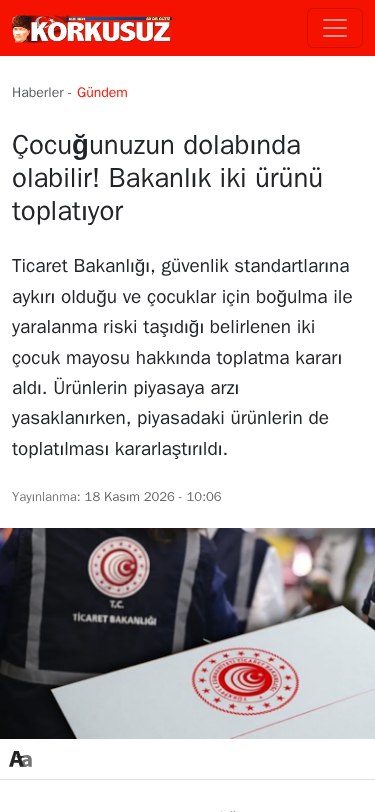 KORKUSUZ
Haberler - Gündem
Çocuğunuzun dolabında
olabilir! Bakanlık iki ürünü
toplatıyor
Ticaret Bakanlığı, güvenlik standartlarına
aykırı olduğu ve çocuklar için boğulma ile
yaralanma riski taşıdığı belirlenen iki
çocuk mayosu hakkında toplatma kararı
aldı. Ürünlerin piyasaya arzı
yasaklanırken, piyasadaki ürünlerin de
toplatılması kararlaştırıldı.
Yayınlanma: 18 Kasım 2026 - 10:06
T.C.
TİCARET BAKANLIĞI
Aa